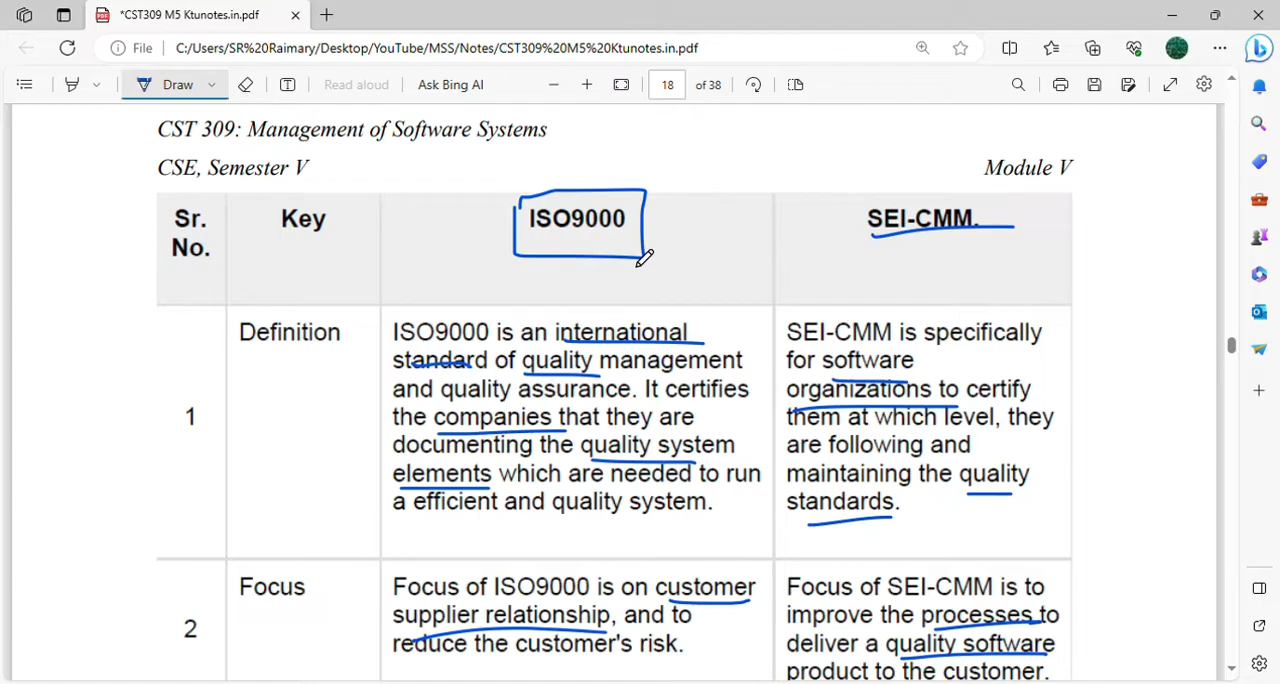 *CST309 M5 Ktunotes.in.pdf
File C:/Users/SR%20Raimary/Desktop/YouTube/MSS/Notes/CST309%20M5%20Ktunotes.in.pdf
Draw Read aloud Ask Bing AI 18 of 38
CST 309: Management of Software Systems
CSE, Semester V Module V
Sr. No. Key ISO9000 SEI-CMM.
1
Definition
ISO9000 is an international
standard of quality management
and quality assurance. It certifies
the companies that they are
documenting the quality system
elements which are needed to run
a efficient and quality system.
SEI-CMM is specifically
for software
organizations to certify
them at which level, they
are following and
maintaining the quality
standards.
2
Focus
Focus of ISO9000 is on customer
supplier relationship, and to
reduce the customer's risk.
Focus of SEI-CMM is to
improve the processes to
deliver a quality software
product to the customer.